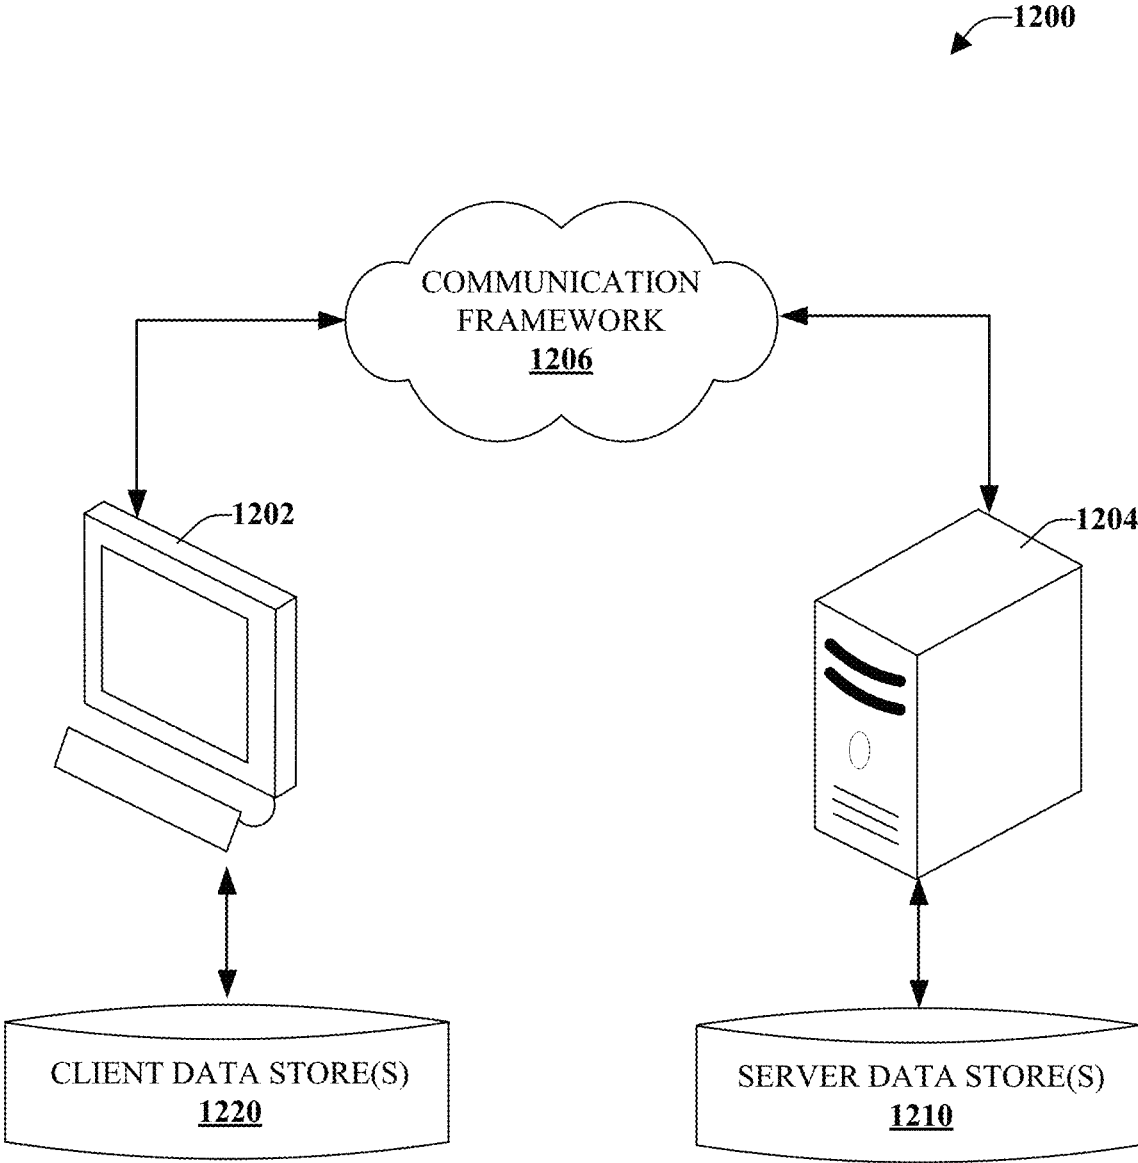 1200
COMMUNICATION
FRAMEWORK
1206
1202
1204
CLIENT DATA STORE(S)
1220
SERVER DATA STORE(S)
1210